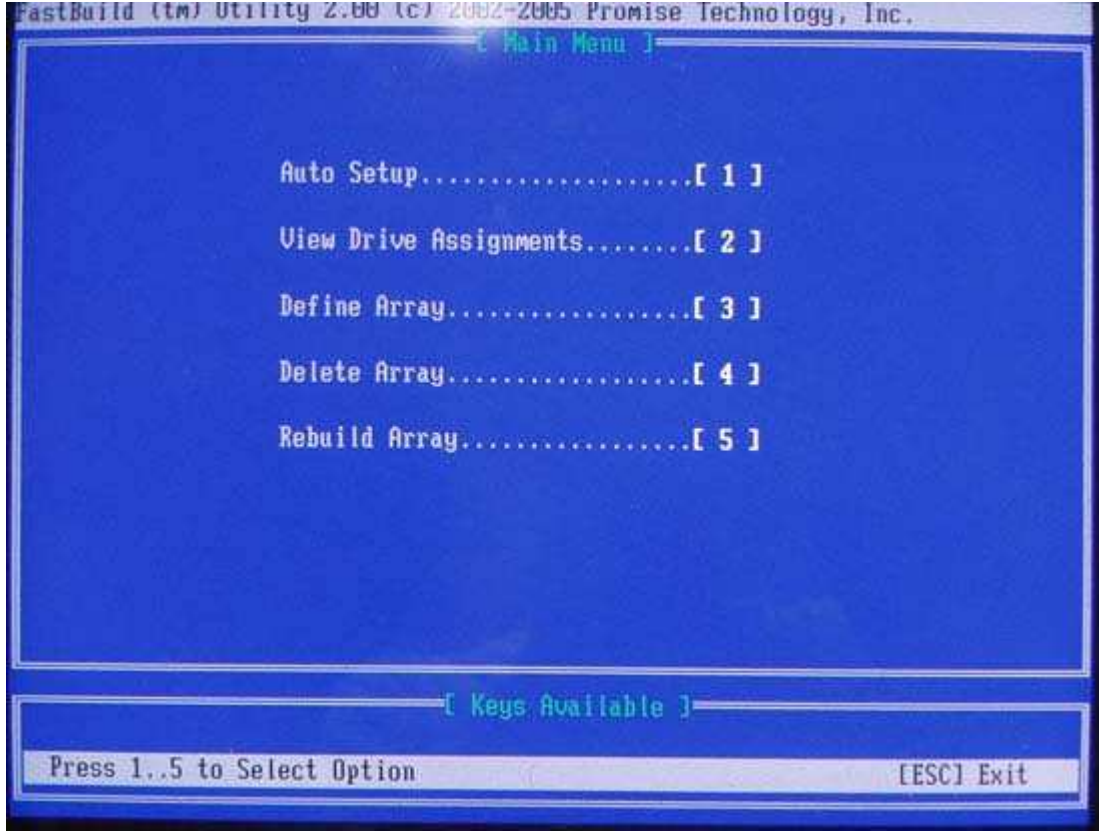 FastBuild (tm) Utility 2.00 (c) 2002-2005 Promise Technology, Inc.
[ Main Menu ]
Auto Setup....................[ 1 ]
View Drive Assignments........[ 2 ]
Define Array..................[ 3 ]
Delete Array..................[ 4 ]
Rebuild Array.................[ 5 ]
[ Keys Available ]
Press 1..5 to Select Option [ESC] Exit